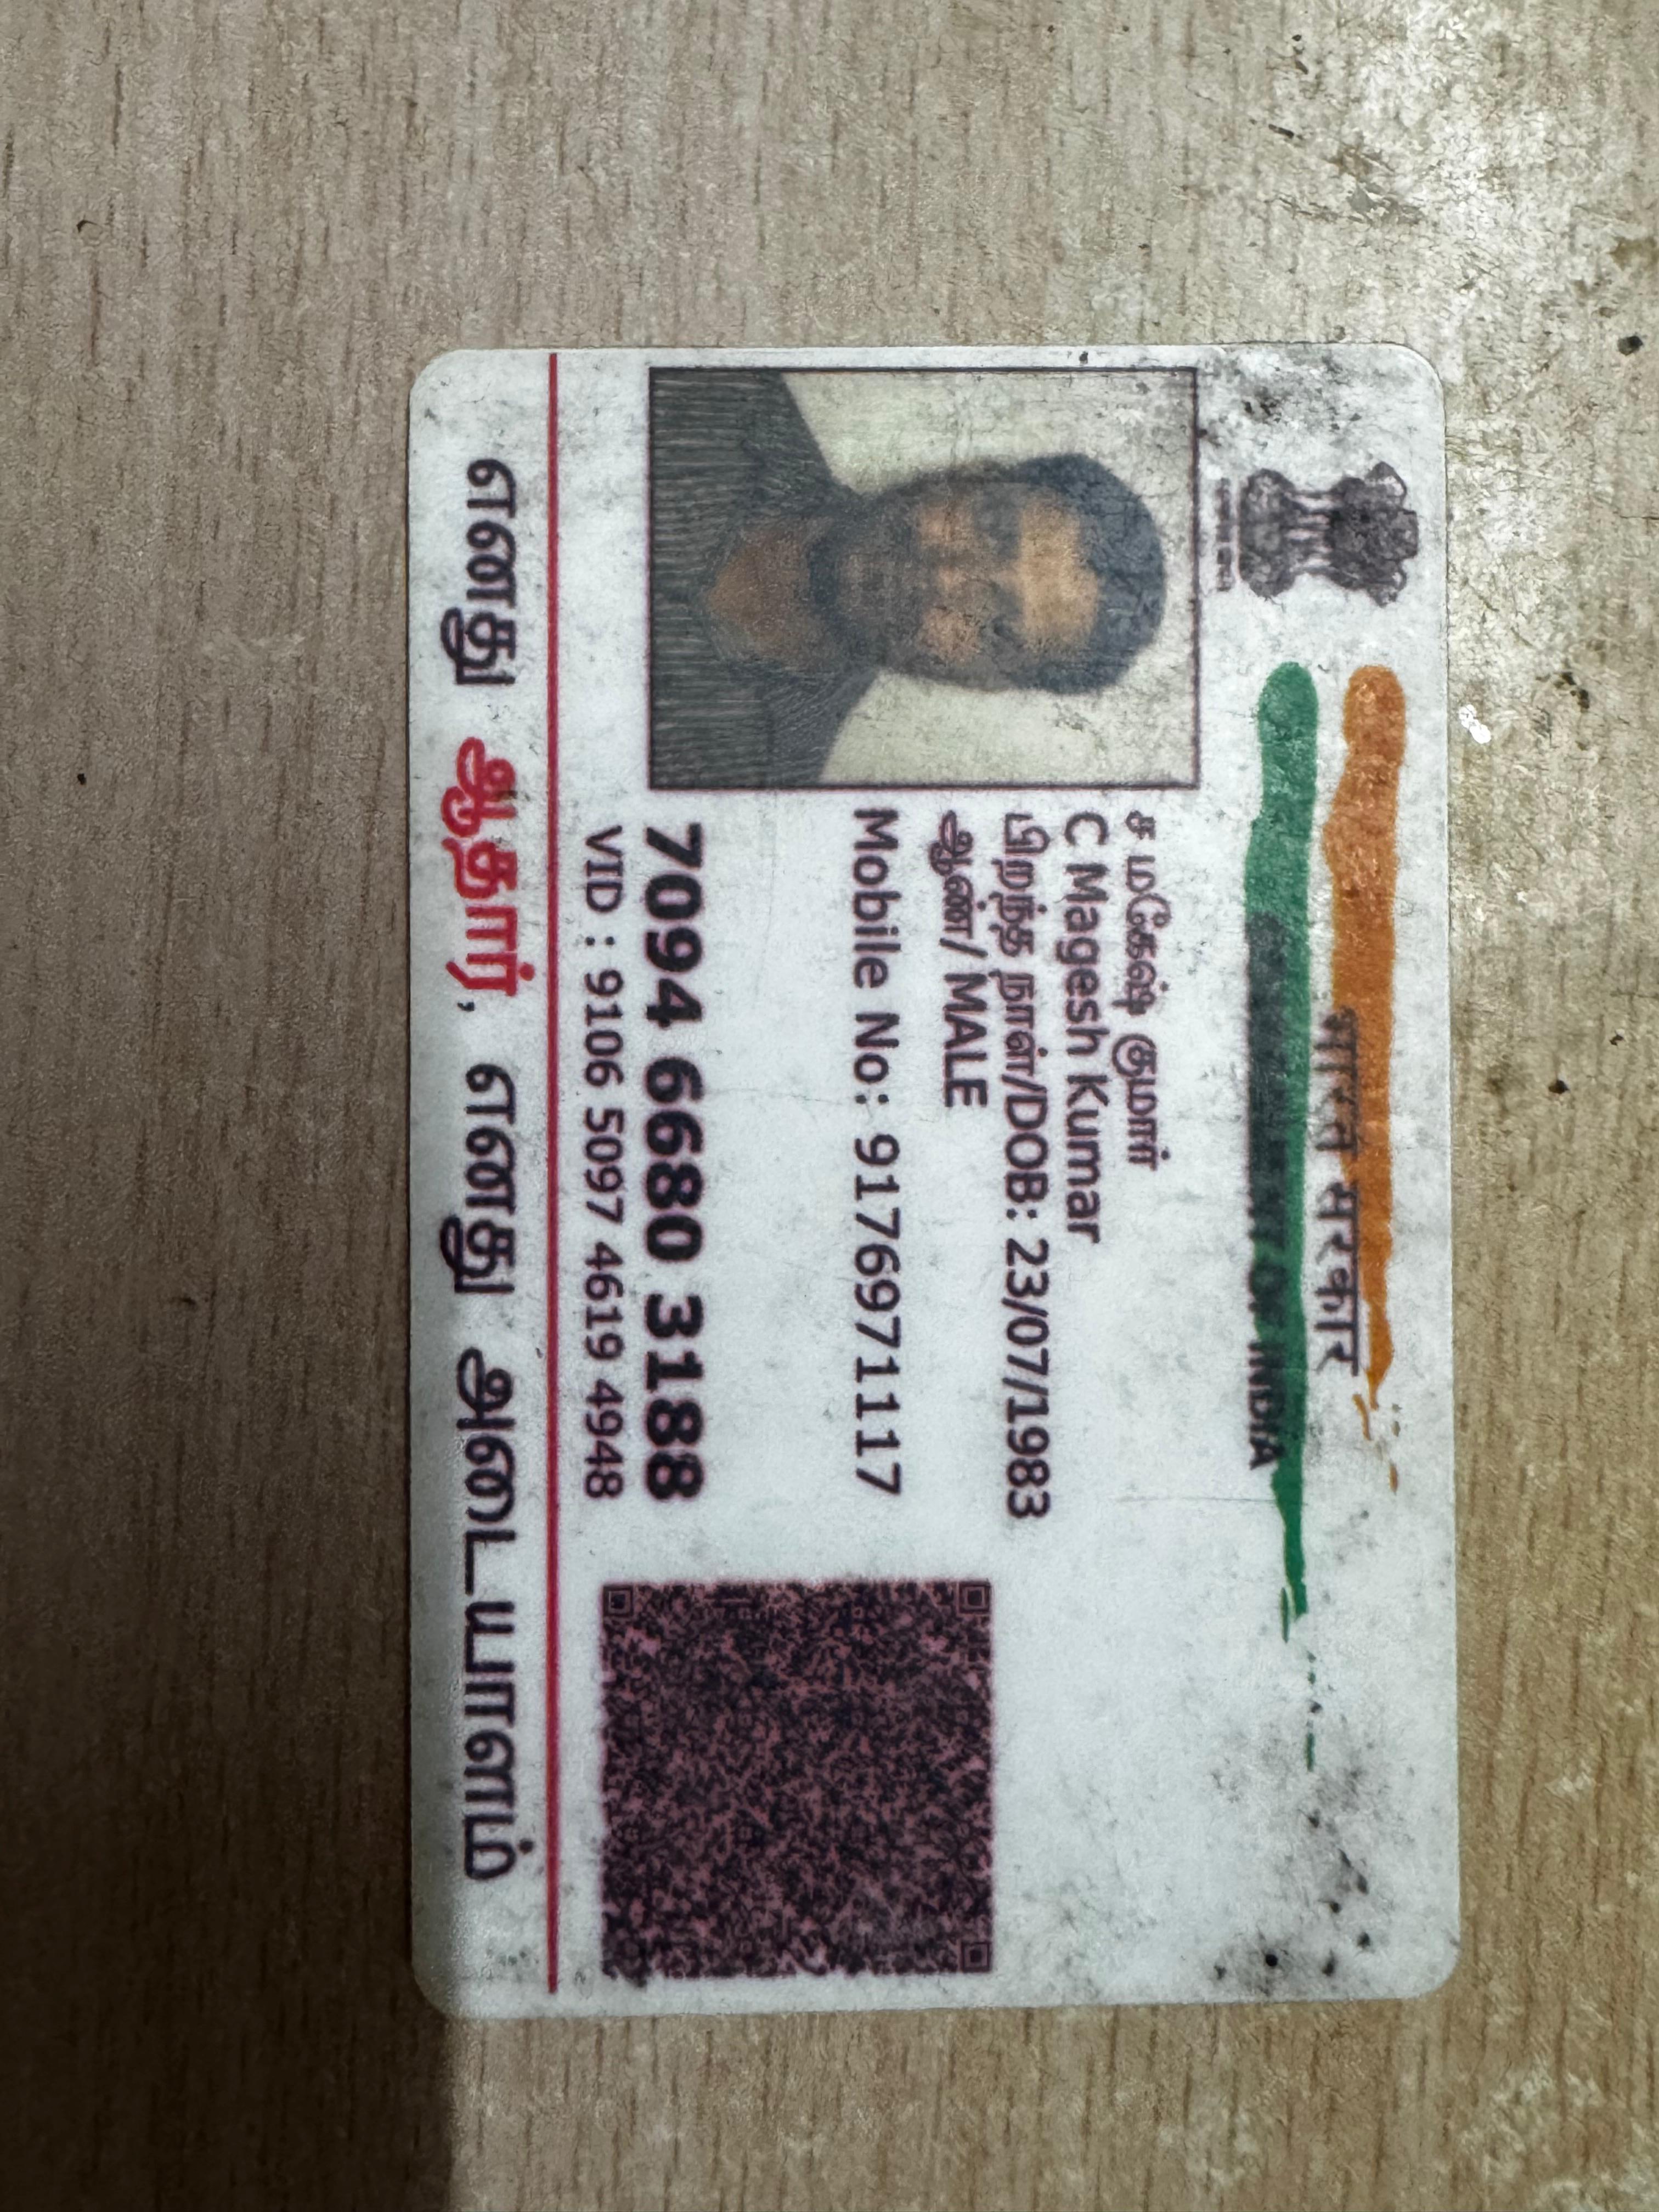 भारत सरकार
OF INDIA
ச மகேஷ் குமார்
C Magesh Kumar
பிறந்த நாள்/DOB: 23/07/1983
ஆண்/ MALE
Mobile No: 9176971117
7094 6680 3188
VID : 9106 5097 4619 4948
எனது ஆதார், எனது அடையாளம்